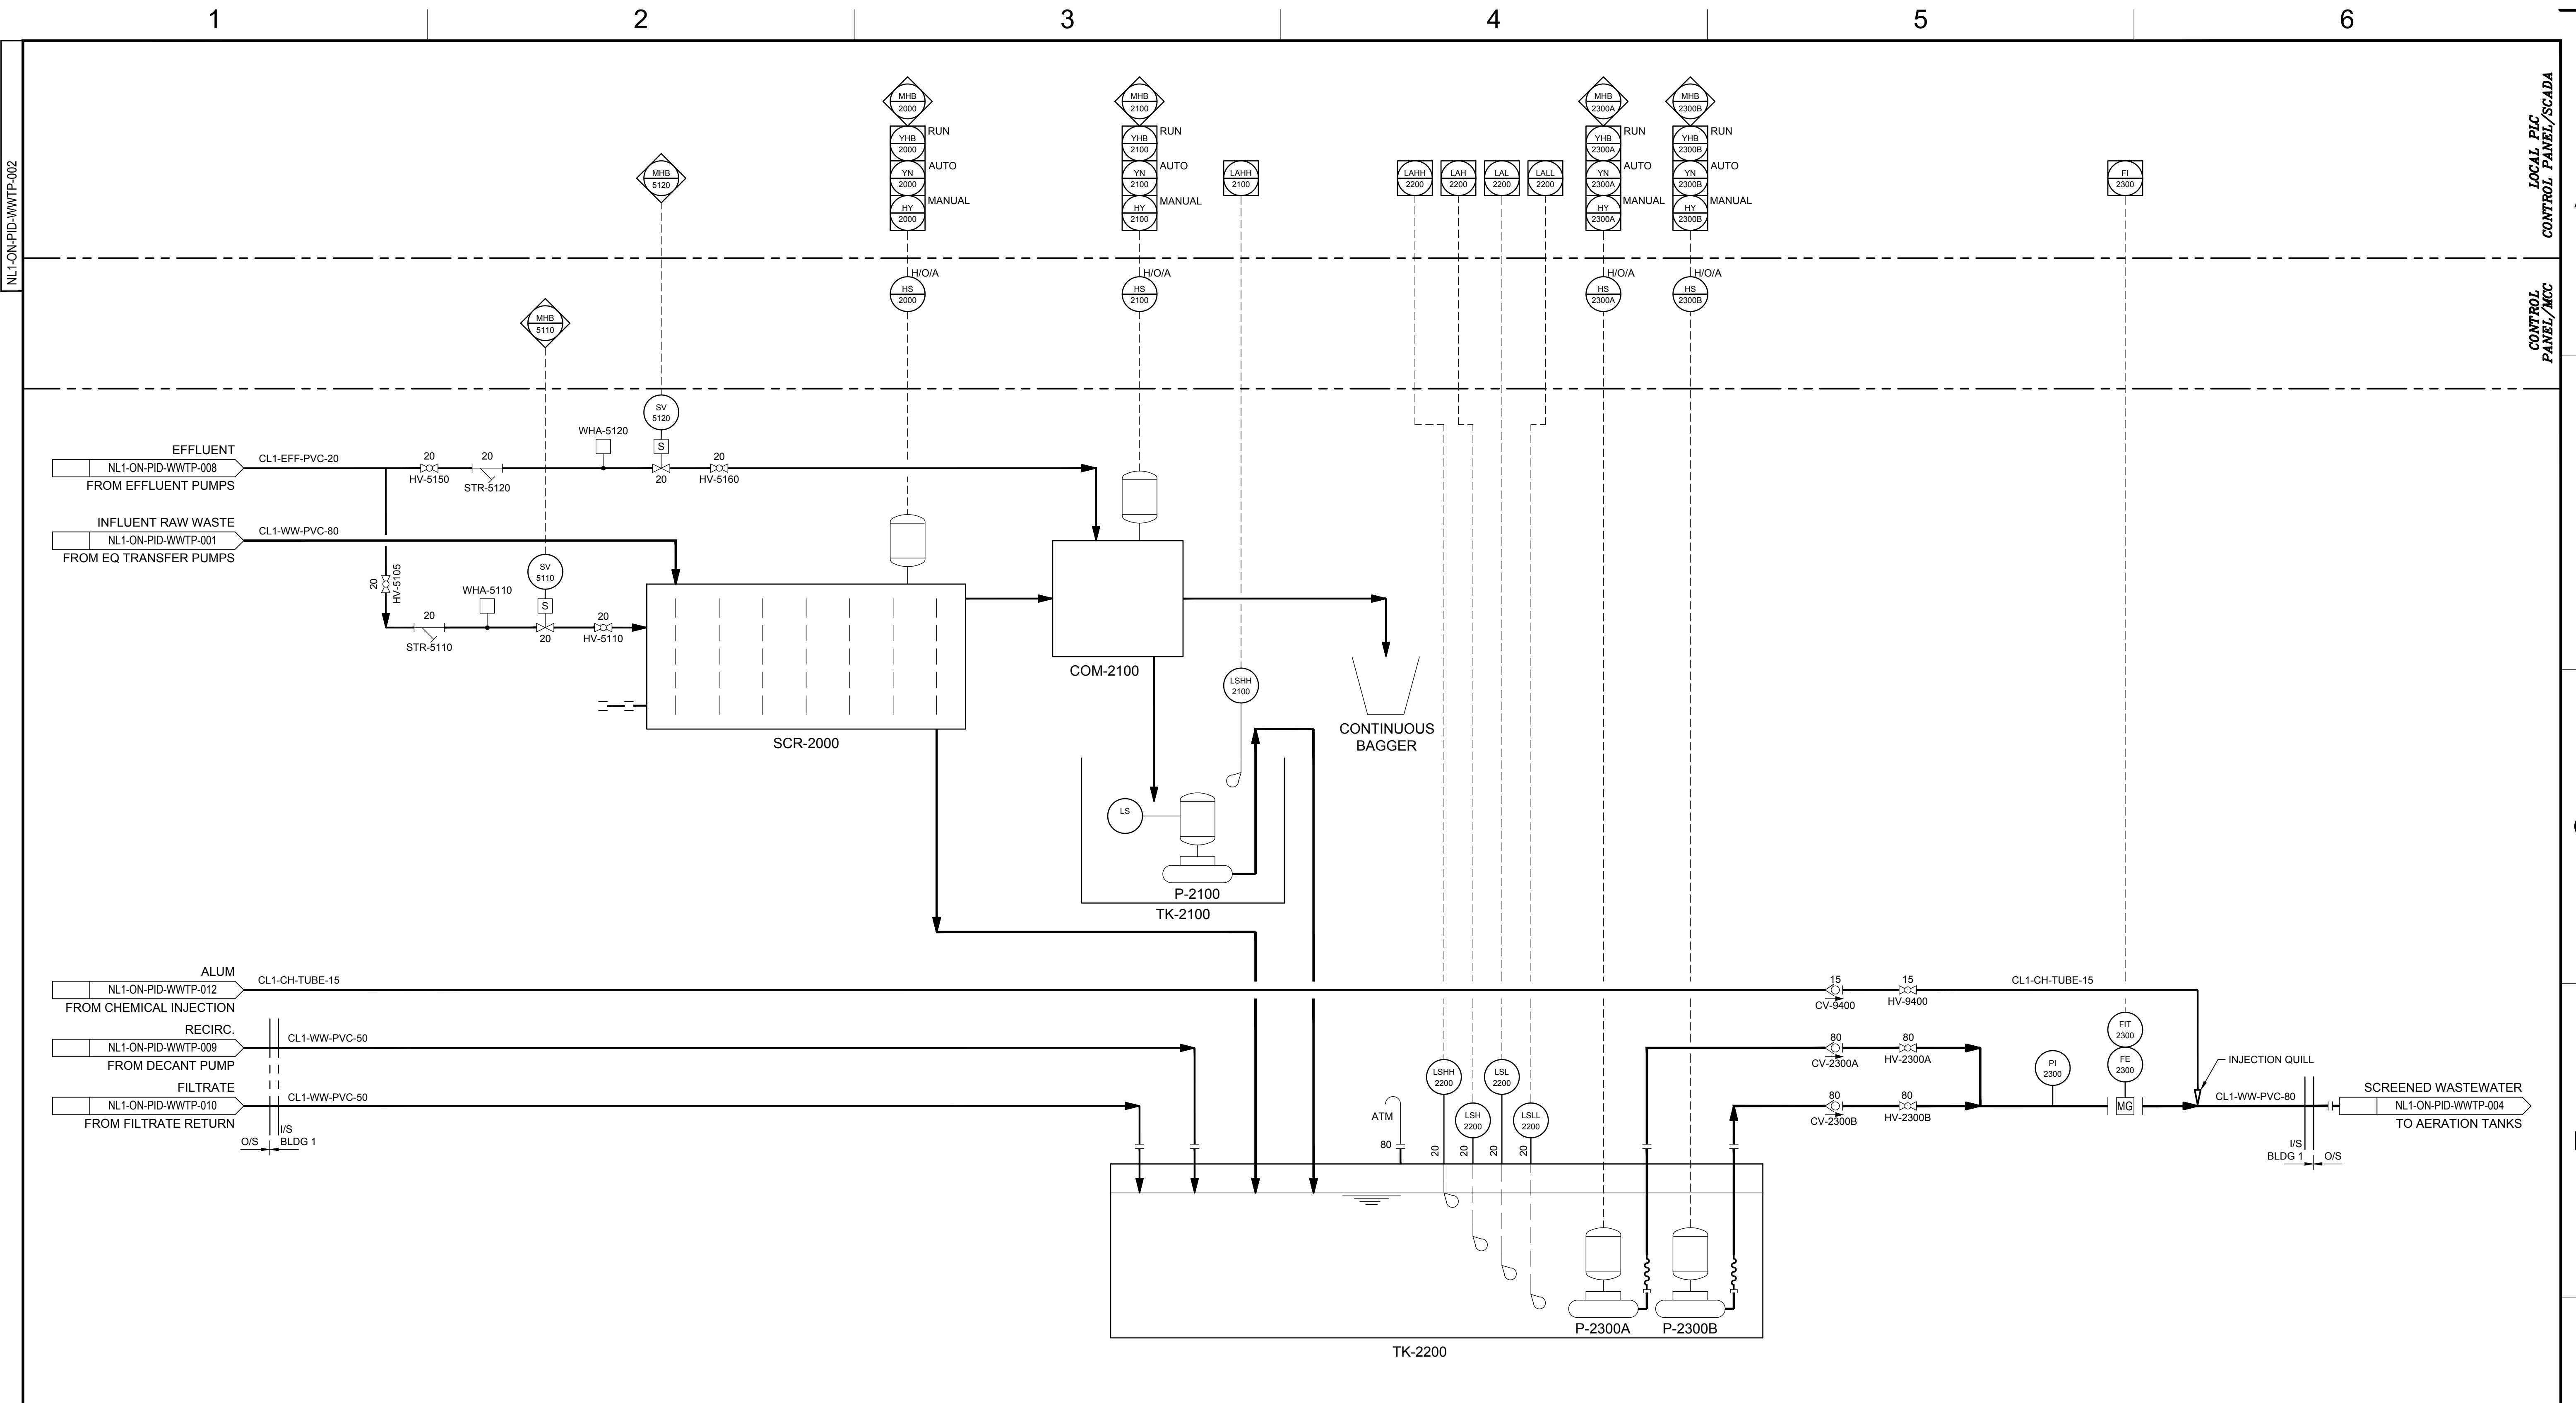 1
2
3
4
5
6
NL1-ON-PID-WWTP-002
LOCAL PLC
CONTROL PANEL/SCADA
CONTROL
PANEL/MCC
MHB
5120
MHB
2000
YHB
2000
RUN
YN
2000
AUTO
HY
2000
MANUAL
MHB
2100
YHB
2100
RUN
YN
2100
AUTO
HY
2100
MANUAL
LAHH
2100
LAHH
2200
LAH
2200
LAL
2200
LALL
2200
MHB
2300A
YHB
2300A
RUN
YN
2300A
AUTO
HY
2300A
MANUAL
MHB
2300B
YHB
2300B
RUN
YN
2300B
AUTO
HY
2300B
MANUAL
FI
2300
MHB
5110
H/O/A
HS
2000
H/O/A
HS
2100
H/O/A
HS
2300A
H/O/A
HS
2300B
EFFLUENT
NL1-ON-PID-WWTP-008
FROM EFFLUENT PUMPS
CL1-EFF-PVC-20
20
HV-5150
20
STR-5120
WHA-5120
SV
5120
S
20
20
HV-5160
INFLUENT RAW WASTE
NL1-ON-PID-WWTP-001
FROM EQ TRANSFER PUMPS
CL1-WW-PVC-80
20
HV-5105
20
STR-5110
WHA-5110
SV
5110
S
20
20
HV-5110
SCR-2000
COM-2100
LSHH
2100
CONTINUOUS
BAGGER
LS
P-2100
TK-2100
ALUM
NL1-ON-PID-WWTP-012
FROM CHEMICAL INJECTION
CL1-CH-TUBE-15
15
CV-9400
15
HV-9400
CL1-CH-TUBE-15
RECIRC.
NL1-ON-PID-WWTP-009
FROM DECANT PUMP
CL1-WW-PVC-50
FILTRATE
NL1-ON-PID-WWTP-010
FROM FILTRATE RETURN
CL1-WW-PVC-50
I/S
O/S
BLDG 1
ATM
80
LSHH
2200
20
LSH
2200
20
LSL
2200
20
LSLL
2200
20
80
CV-2300A
80
HV-2300A
80
CV-2300B
80
HV-2300B
PI
2300
FIT
2300
FE
2300
MG
INJECTION QUILL
CL1-WW-PVC-80
I/S
BLDG 1
O/S
SCREENED WASTEWATER
NL1-ON-PID-WWTP-004
TO AERATION TANKS
P-2300A
P-2300B
TK-2200